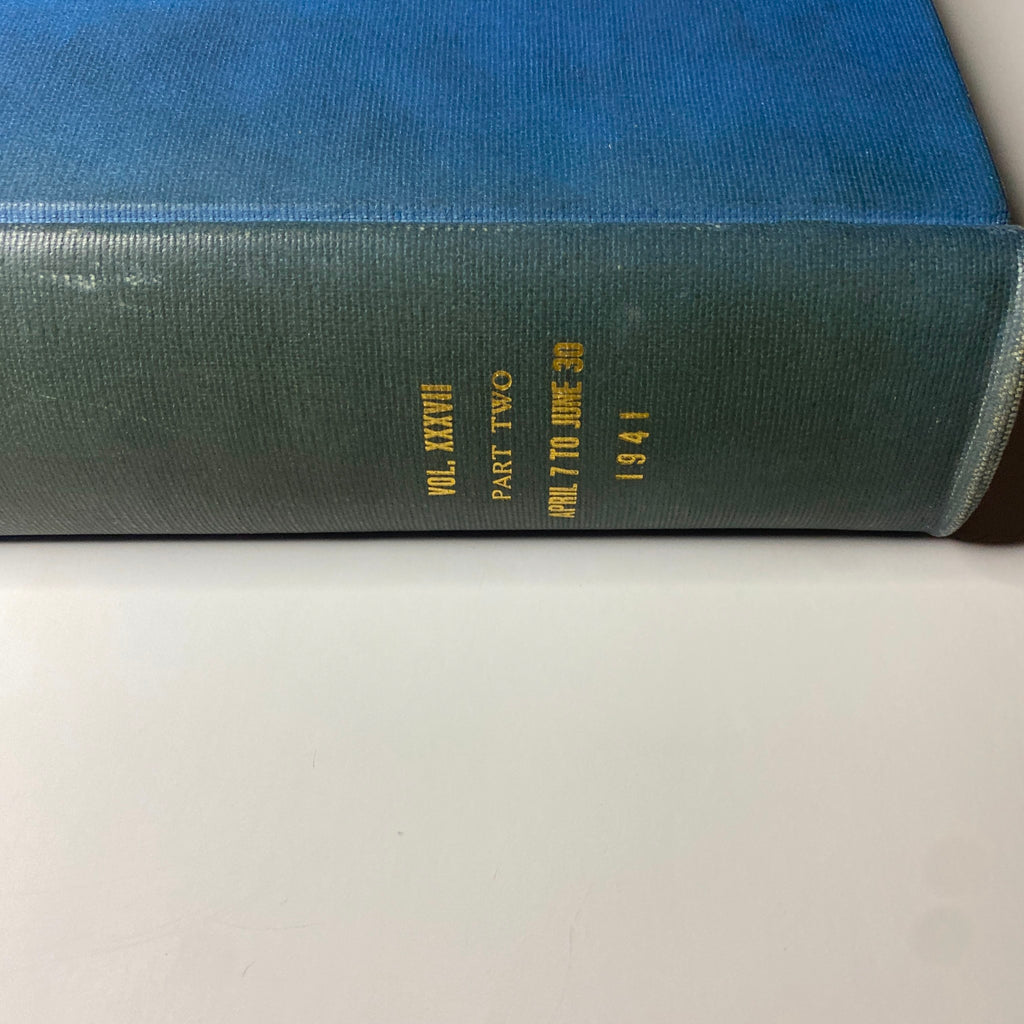 VOL. XXXVII
PART TWO
APRIL 7 TO JUNE 30
1941